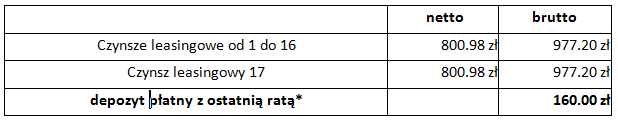 netto brutto
Czynsze leasingowe od 1 do 16 800.98 zł 977.20 zł
Czynsz leasingowy 17 800.98 zł 977.20 zł
depozyt płatny z ostatnią ratą* 160.00 zł